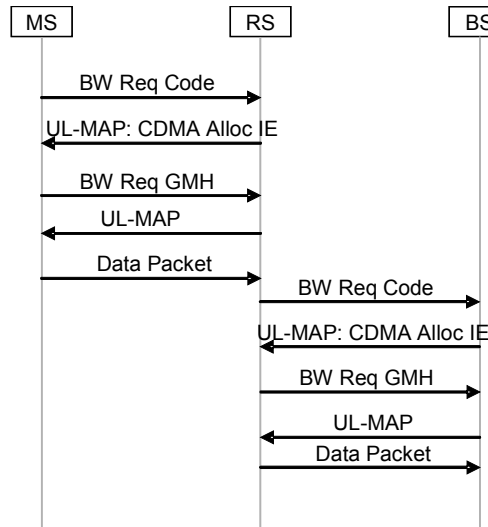 MS RS BS
BW Req Code
UL-MAP: CDMA Alloc IE
BW Req GMH
UL-MAP
Data Packet
BW Req Code
UL-MAP: CDMA Alloc IE
BW Req GMH
UL-MAP
Data Packet